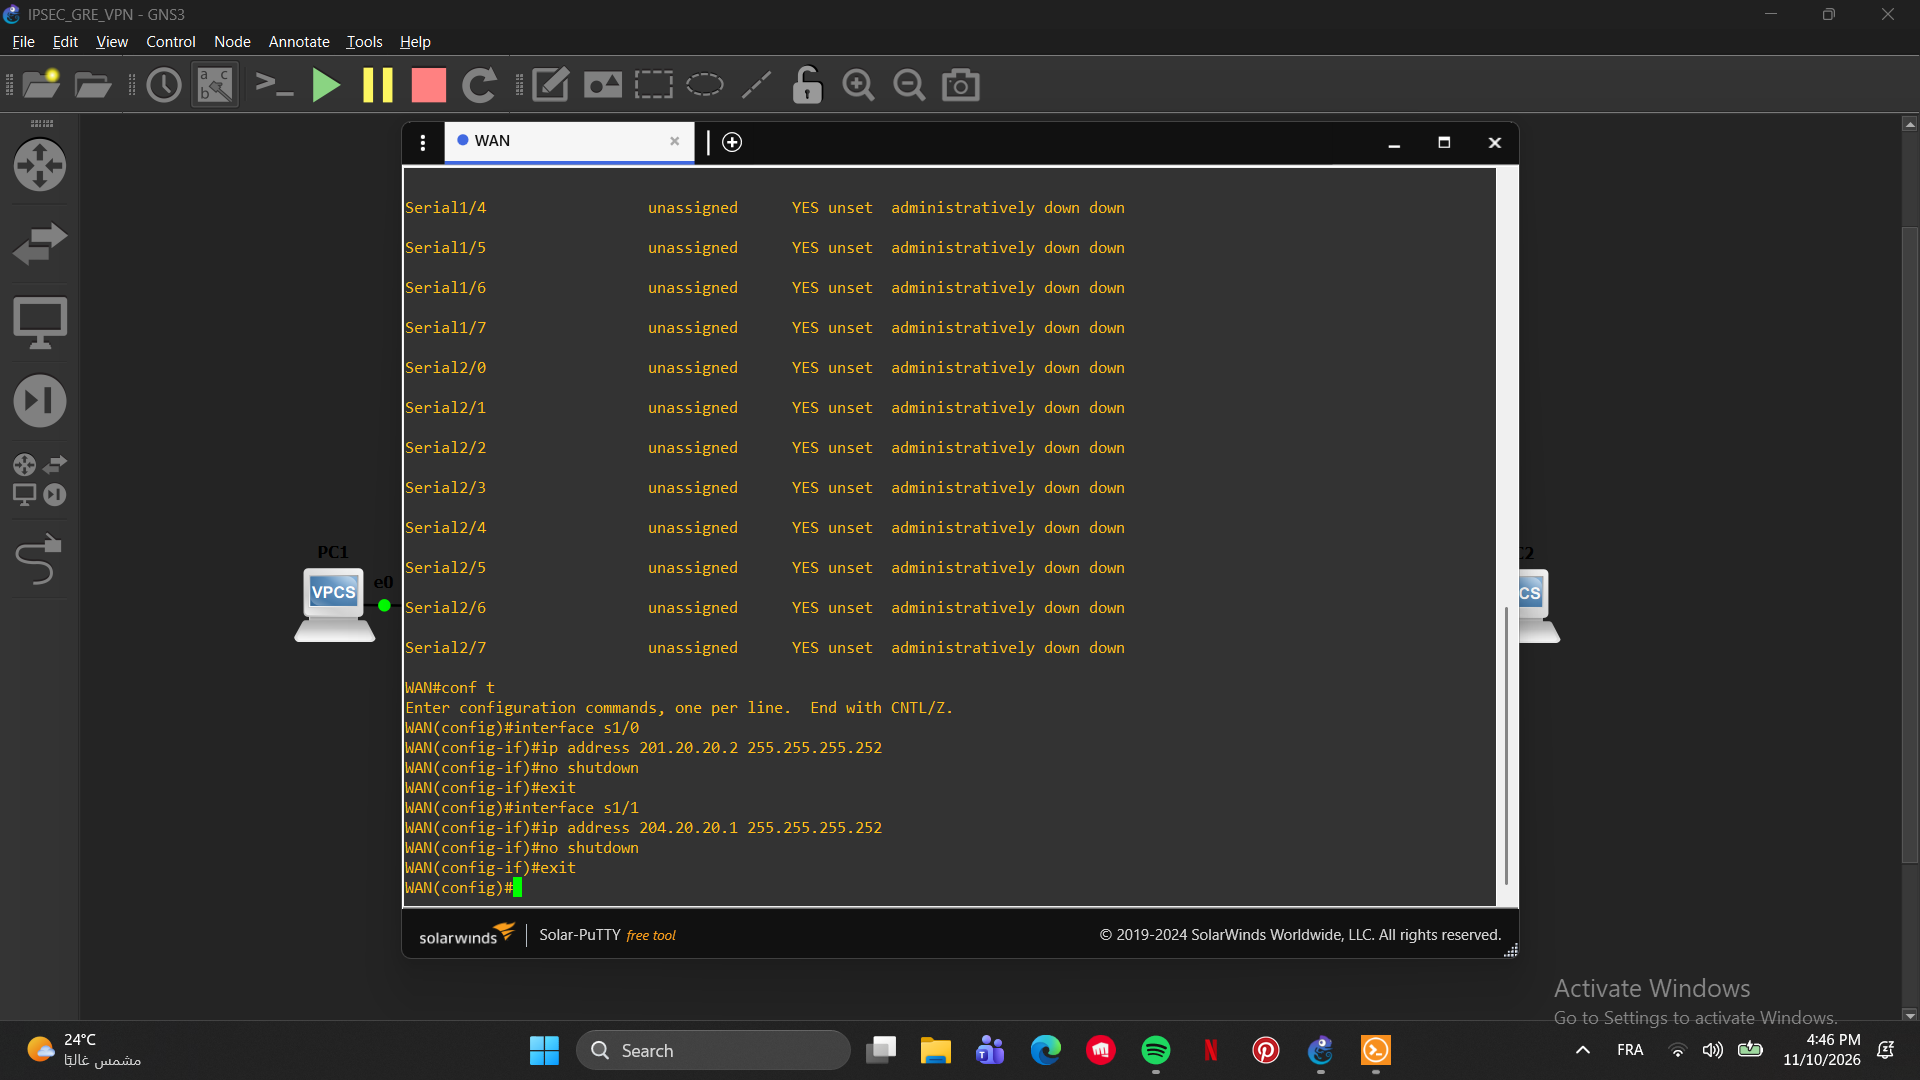 IPSEC_GRE_VPN - GNS3
File Edit View Control Node Annotate Tools Help
WAN
Serial1/4 unassigned YES unset administratively down down
Serial1/5 unassigned YES unset administratively down down
Serial1/6 unassigned YES unset administratively down down
Serial1/7 unassigned YES unset administratively down down
Serial2/0 unassigned YES unset administratively down down
Serial2/1 unassigned YES unset administratively down down
Serial2/2 unassigned YES unset administratively down down
Serial2/3 unassigned YES unset administratively down down
Serial2/4 unassigned YES unset administratively down down
Serial2/5 unassigned YES unset administratively down down
Serial2/6 unassigned YES unset administratively down down
Serial2/7 unassigned YES unset administratively down down
WAN#conf t
Enter configuration commands, one per line.  End with CNTL/Z.
WAN(config)#interface s1/0
WAN(config-if)#ip address 201.20.20.2 255.255.255.252
WAN(config-if)#no shutdown
WAN(config-if)#exit
WAN(config)#interface s1/1
WAN(config-if)#ip address 204.20.20.1 255.255.255.252
WAN(config-if)#no shutdown
WAN(config-if)#exit
WAN(config)#
PC1
VPCS
e0
C2
CS
solarwinds Solar-PuTTY free tool
© 2019-2024 SolarWinds Worldwide, LLC. All rights reserved.
Activate Windows
Go to Settings to activate Windows.
24°C
مشمس غالبًا
Search
FRA
4:46 PM
11/10/2026